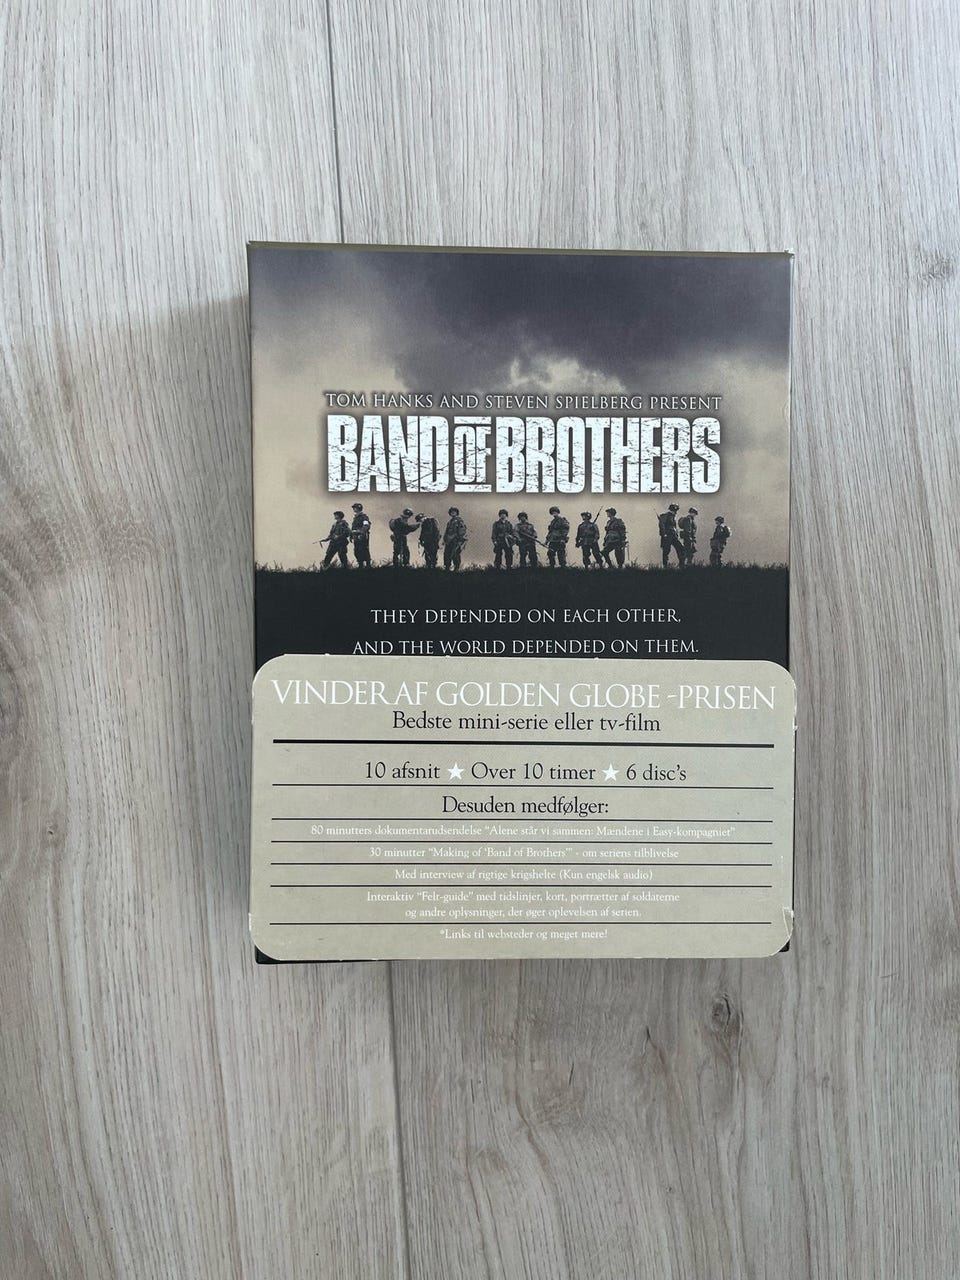 TOM HANKS AND STEVEN SPIELBERG PRESENT
BAND OF BROTHERS
THEY DEPENDED ON EACH OTHER,
AND THE WORLD DEPENDED ON THEM.
VINDER AF GOLDEN GLOBE -PRISEN
Bedste mini-serie eller tv-film
10 afsnit ★ Over 10 timer ★ 6 disc's
Desuden medfølger:
80 minutters dokumentarudsendelse "Alene står vi sammen: Mændene i Easy-kompagniet"
30 minutter "Making of 'Band of Brothers'" - om seriens tilblivelse
Med interview af rigtige krigshelte (Kun engelsk audio)
Interaktiv "Felt-guide" med tidslinjer, kort, portrætter af soldaterne
og andre oplysninger, der øger oplevelsen af serien.
*Links til websteder og meget mere!